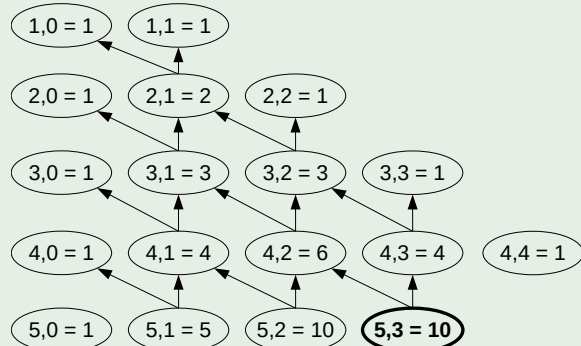 1,0 = 1 1,1 = 1
2,0 = 1 2,1 = 2 2,2 = 1
3,0 = 1 3,1 = 3 3,2 = 3 3,3 = 1
4,0 = 1 4,1 = 4 4,2 = 6 4,3 = 4 4,4 = 1
5,0 = 1 5,1 = 5 5,2 = 10 5,3 = 10